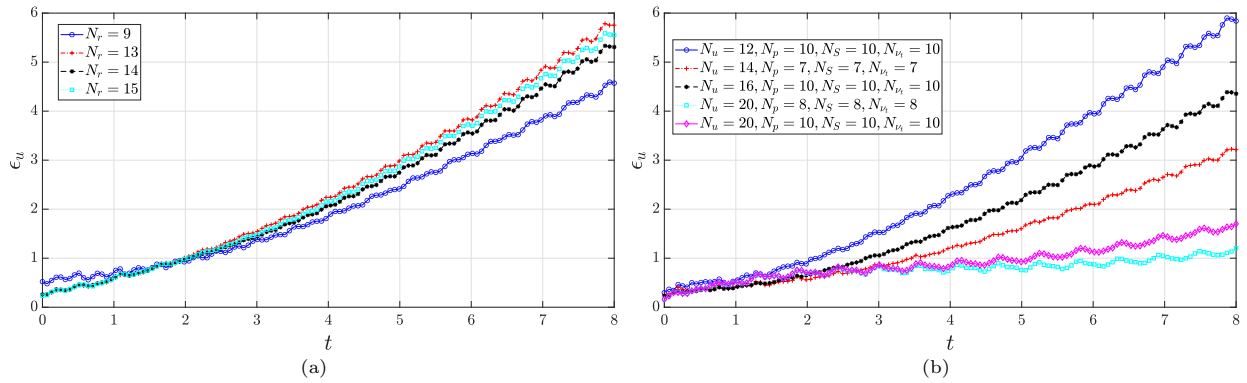 N_r = 9
N_r = 13
N_r = 14
N_r = 15
6
5
4
3
2
1
0
ϵ_u
0 1 2 3 4 5 6 7 8
t
(a)
N_u = 12, N_p = 10, N_S = 10, N_{ν_t} = 10
N_u = 14, N_p = 7, N_S = 7, N_{ν_t} = 7
N_u = 16, N_p = 10, N_S = 10, N_{ν_t} = 10
N_u = 20, N_p = 8, N_S = 8, N_{ν_t} = 8
N_u = 20, N_p = 10, N_S = 10, N_{ν_t} = 10
6
5
4
3
2
1
0
ϵ_u
0 1 2 3 4 5 6 7 8
t
(b)